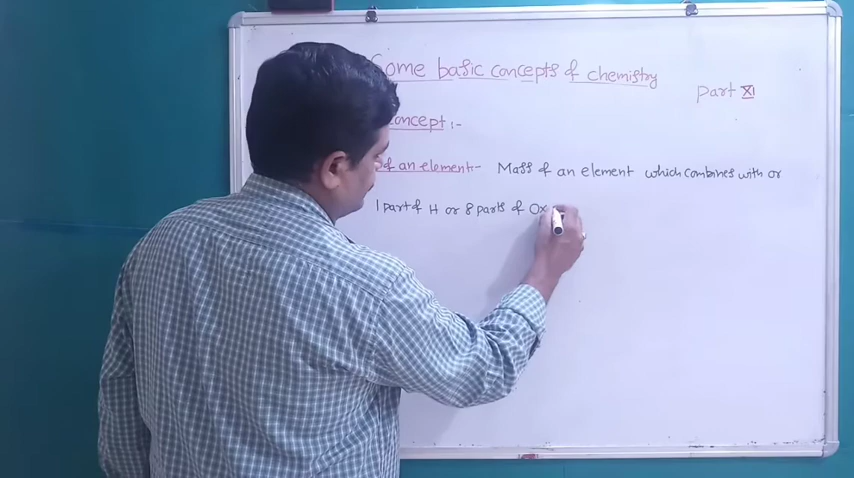 Some basic concepts of chemistry
Part XI
concept :-
of an element:- Mass of an element which combines with or
1 part of H or 8 parts of Ox